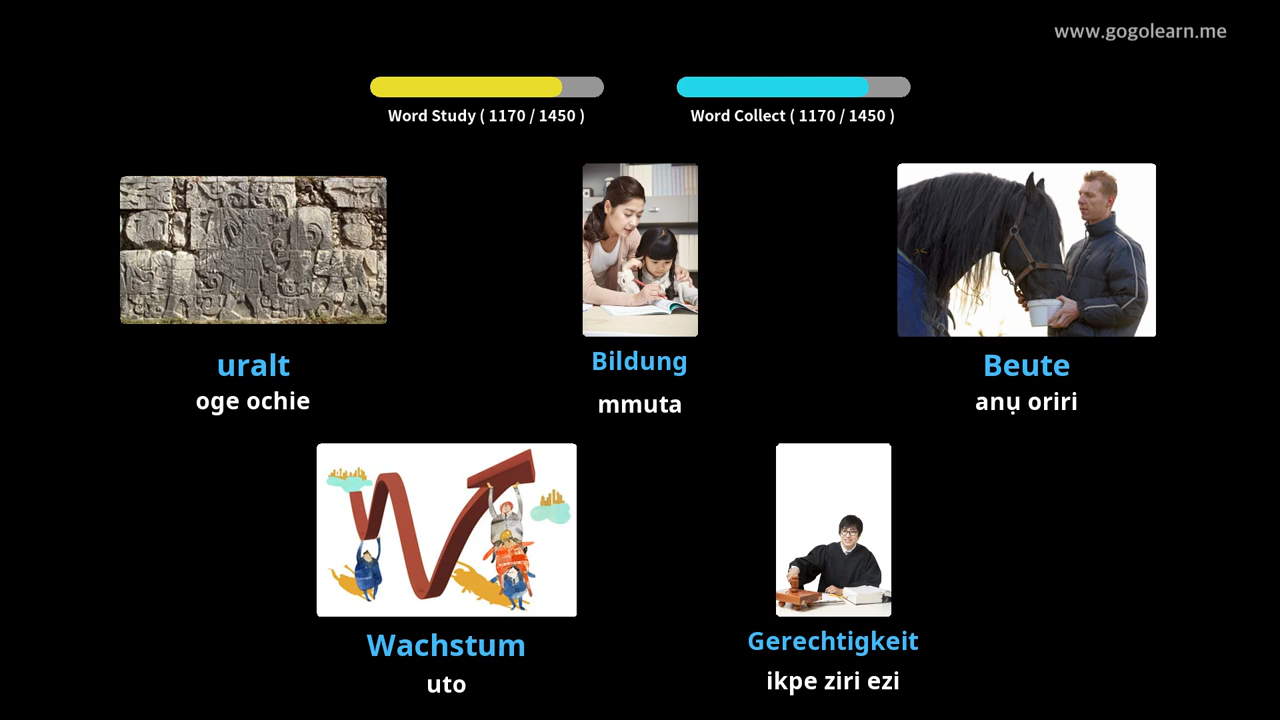 www.gogolearn.me
Word Study ( 1170 / 1450 )
Word Collect ( 1170 / 1450 )
uralt
oge ochie
Bildung
mmuta
Beute
anụ oriri
Wachstum
uto
Gerechtigkeit
ikpe ziri ezi